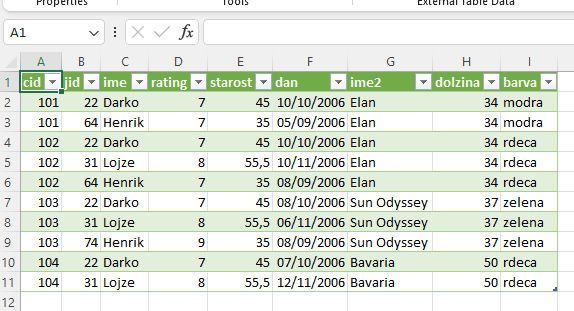 Properties Tools External Table Data
A1 fx
A B C D E F G H I
1 cid jid ime rating starost dan ime2 dolzina barva
2 101 22 Darko 7 45 10/10/2006 Elan 34 modra
3 101 64 Henrik 7 35 05/09/2006 Elan 34 modra
4 102 22 Darko 7 45 10/10/2006 Elan 34 rdeca
5 102 31 Lojze 8 55,5 10/11/2006 Elan 34 rdeca
6 102 64 Henrik 7 35 08/09/2006 Elan 34 rdeca
7 103 22 Darko 7 45 08/10/2006 Sun Odyssey 37 zelena
8 103 31 Lojze 8 55,5 06/11/2006 Sun Odyssey 37 zelena
9 103 74 Henrik 9 35 08/09/2006 Sun Odyssey 37 zelena
10 104 22 Darko 7 45 07/10/2006 Bavaria 50 rdeca
11 104 31 Lojze 8 55,5 12/11/2006 Bavaria 50 rdeca
12